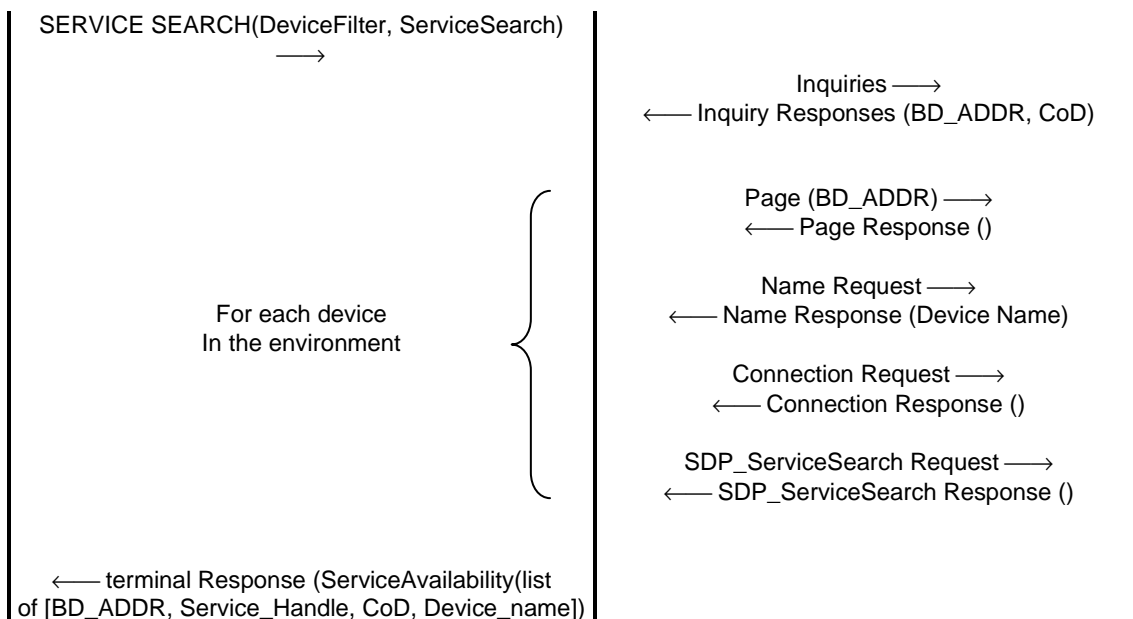 SERVICE SEARCH(DeviceFilter, ServiceSearch)
⟶
Inquiries ⟶
⟵ Inquiry Responses (BD_ADDR, CoD)
Page (BD_ADDR) ⟶
⟵ Page Response ()
Name Request ⟶
⟵ Name Response (Device Name)
For each device
In the environment
Connection Request ⟶
⟵ Connection Response ()
SDP_ServiceSearch Request ⟶
⟵ SDP_ServiceSearch Response ()
⟵ terminal Response (ServiceAvailability(list
of [BD_ADDR, Service_Handle, CoD, Device_name])